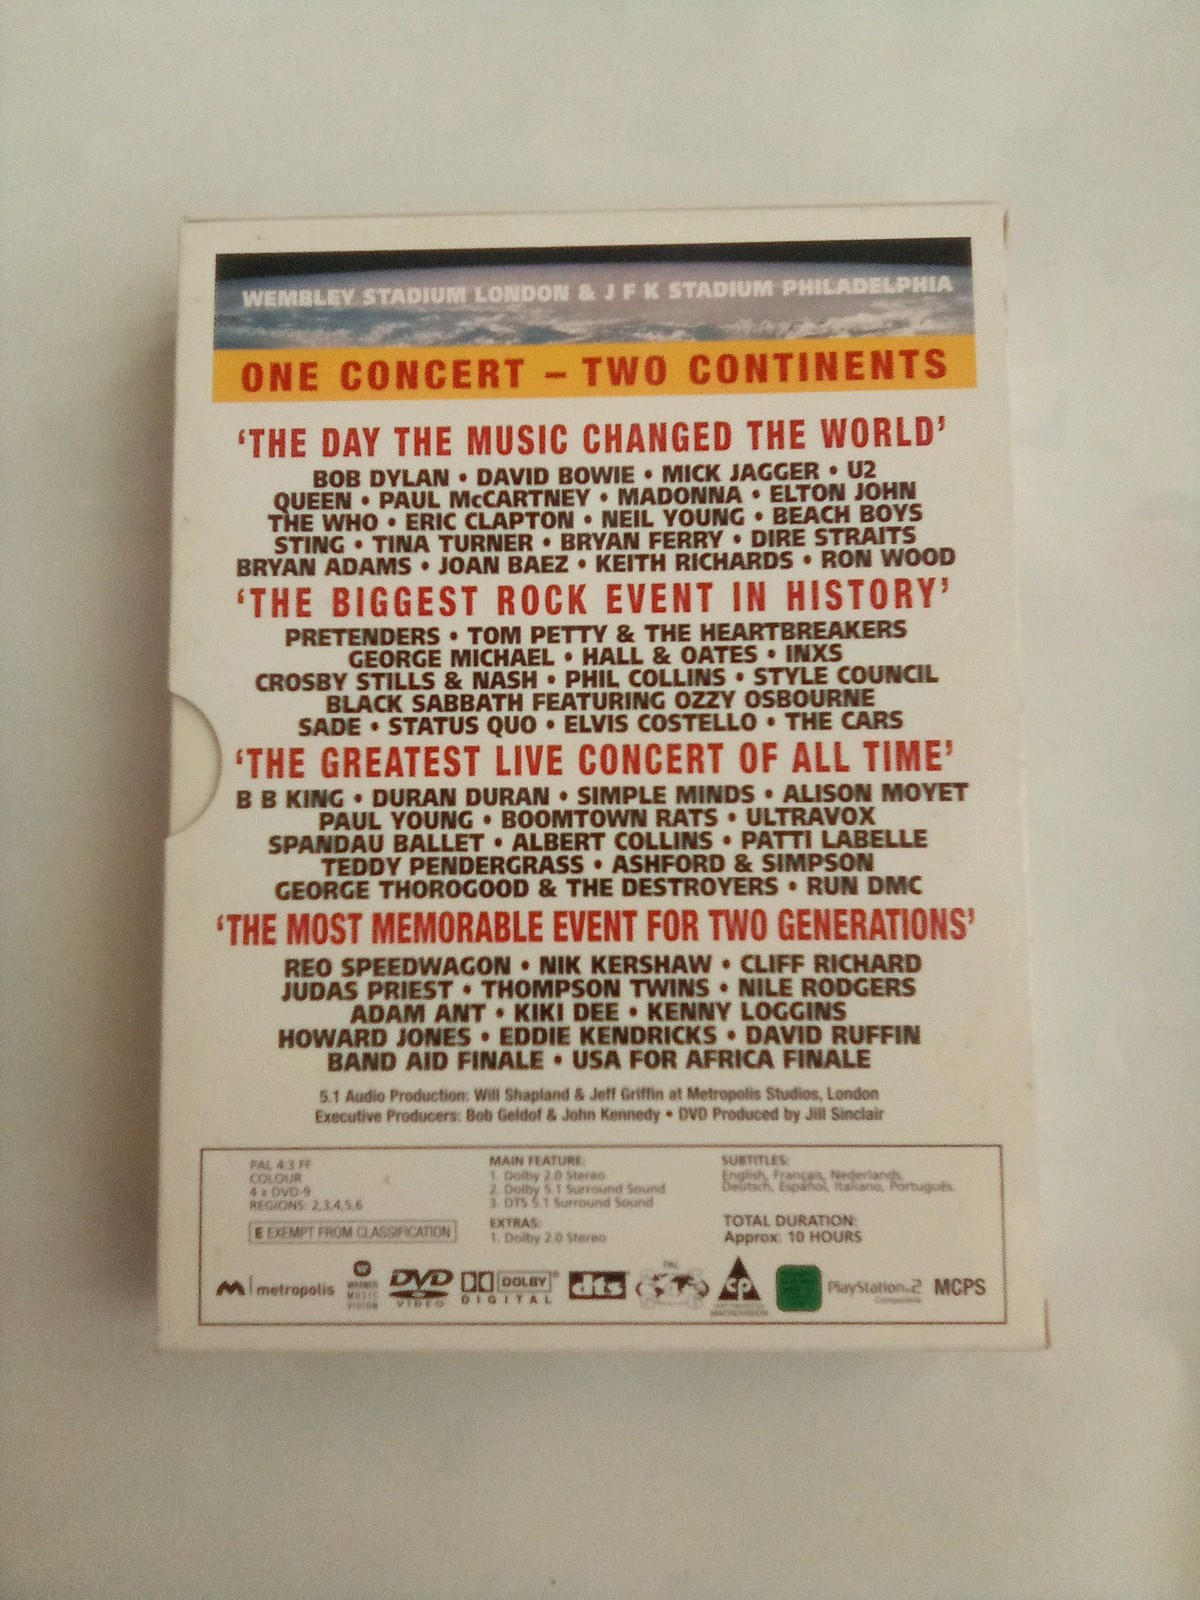 WEMBLEY STADIUM LONDON & J F K STADIUM PHILADELPHIA
ONE CONCERT – TWO CONTINENTS
‘THE DAY THE MUSIC CHANGED THE WORLD’
BOB DYLAN • DAVID BOWIE • MICK JAGGER • U2
QUEEN • PAUL McCARTNEY • MADONNA • ELTON JOHN
THE WHO • ERIC CLAPTON • NEIL YOUNG • BEACH BOYS
STING • TINA TURNER • BRYAN FERRY • DIRE STRAITS
BRYAN ADAMS • JOAN BAEZ • KEITH RICHARDS • RON WOOD
‘THE BIGGEST ROCK EVENT IN HISTORY’
PRETENDERS • TOM PETTY & THE HEARTBREAKERS
GEORGE MICHAEL • HALL & OATES • INXS
CROSBY STILLS & NASH • PHIL COLLINS • STYLE COUNCIL
BLACK SABBATH FEATURING OZZY OSBOURNE
SADE • STATUS QUO • ELVIS COSTELLO • THE CARS
‘THE GREATEST LIVE CONCERT OF ALL TIME’
B B KING • DURAN DURAN • SIMPLE MINDS • ALISON MOYET
PAUL YOUNG • BOOMTOWN RATS • ULTRAVOX
SPANDAU BALLET • ALBERT COLLINS • PATTI LABELLE
TEDDY PENDERGRASS • ASHFORD & SIMPSON
GEORGE THOROGOOD & THE DESTROYERS • RUN DMC
‘THE MOST MEMORABLE EVENT FOR TWO GENERATIONS’
REO SPEEDWAGON • NIK KERSHAW • CLIFF RICHARD
JUDAS PRIEST • THOMPSON TWINS • NILE RODGERS
ADAM ANT • KIKI DEE • KENNY LOGGINS
HOWARD JONES • EDDIE KENDRICKS • DAVID RUFFIN
BAND AID FINALE • USA FOR AFRICA FINALE
5.1 Audio Production: Will Shapland & Jeff Griffin at Metropolis Studios, London
Executive Producers: Bob Geldof & John Kennedy • DVD Produced by Jill Sinclair
PAL 4:3 FF
COLOUR
4 x DVD-9
REGIONS: 2,3,4,5,6
E EXEMPT FROM CLASSIFICATION
MAIN FEATURE:
1. Dolby 2.0 Stereo
2. Dolby 5.1 Surround Sound
3. DTS 5.1 Surround Sound
EXTRAS:
1. Dolby 2.0 Stereo
SUBTITLES:
English, Français, Nederlands,
Deutsch, Español, Italiano, Português.
TOTAL DURATION:
Approx: 10 HOURS
metropolis
WARNER
MUSIC
VISION
DVD
VIDEO
DOLBY
DIGITAL
dts
PAL
cp
MACROVISION
PlayStation.2
Compatible
MCPS